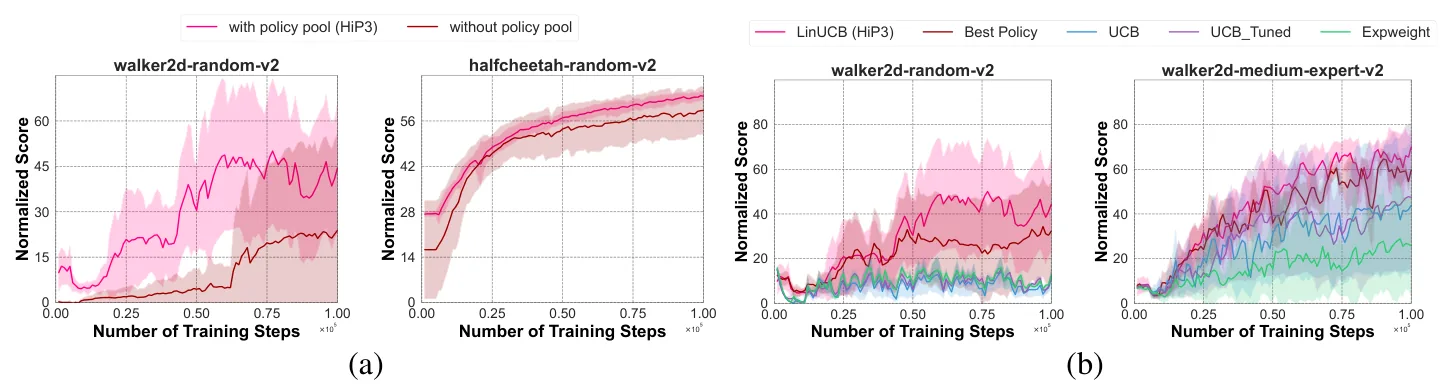 with policy pool (HiP3) without policy pool
walker2d-random-v2
Normalized Score
60
45
30
15
0
0.00 0.25 0.50 0.75 1.00
×10⁵
Number of Training Steps
halfcheetah-random-v2
Normalized Score
56
42
28
14
0
0.00 0.25 0.50 0.75 1.00
×10⁵
Number of Training Steps
(a)
LinUCB (HiP3) Best Policy UCB UCB_Tuned Expweight
walker2d-random-v2
Normalized Score
80
60
40
20
0
0.00 0.25 0.50 0.75 1.00
×10⁵
Number of Training Steps
walker2d-medium-expert-v2
Normalized Score
80
60
40
20
0
0.00 0.25 0.50 0.75 1.00
×10⁵
Number of Training Steps
(b)